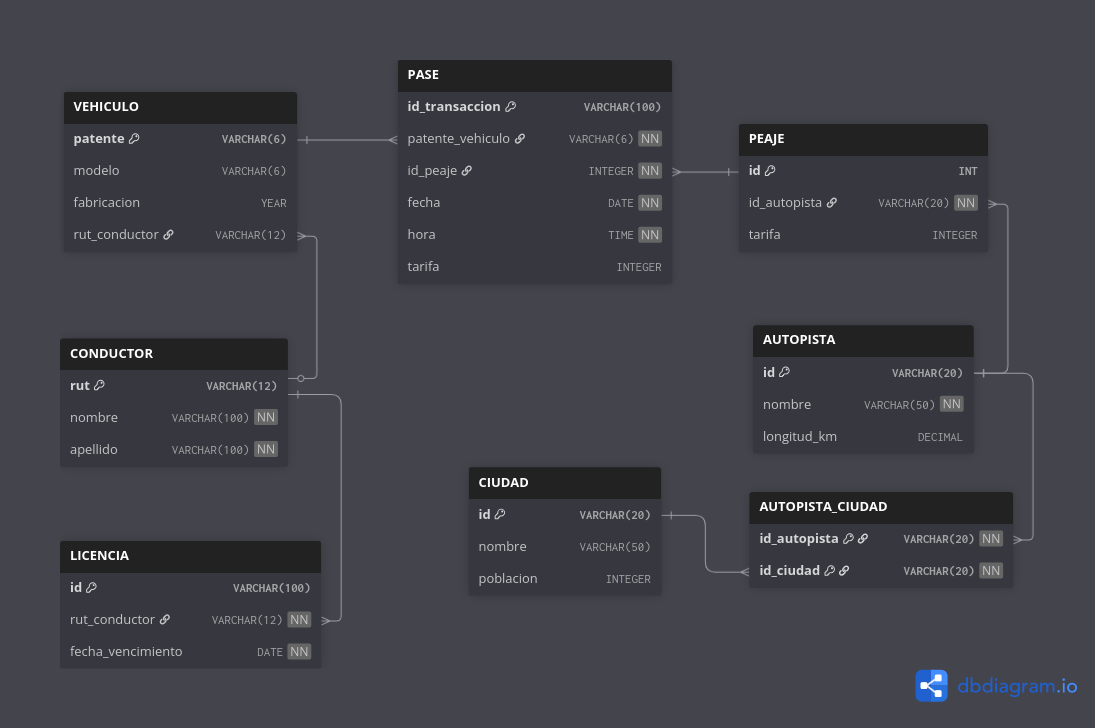 VEHICULO
patente VARCHAR(6)
modelo VARCHAR(6)
fabricacion YEAR
rut_conductor VARCHAR(12)
PASE
id_transaccion VARCHAR(100)
patente_vehiculo VARCHAR(6) NN
id_peaje INTEGER NN
fecha DATE NN
hora TIME NN
tarifa INTEGER
PEAJE
id INT
id_autopista VARCHAR(20) NN
tarifa INTEGER
CONDUCTOR
rut VARCHAR(12)
nombre VARCHAR(100) NN
apellido VARCHAR(100) NN
AUTOPISTA
id VARCHAR(20)
nombre VARCHAR(50) NN
longitud_km DECIMAL
CIUDAD
id VARCHAR(20)
nombre VARCHAR(50)
poblacion INTEGER
AUTOPISTA_CIUDAD
id_autopista VARCHAR(20) NN
id_ciudad VARCHAR(20) NN
LICENCIA
id VARCHAR(100)
rut_conductor VARCHAR(12) NN
fecha_vencimiento DATE NN
dbdiagram.io